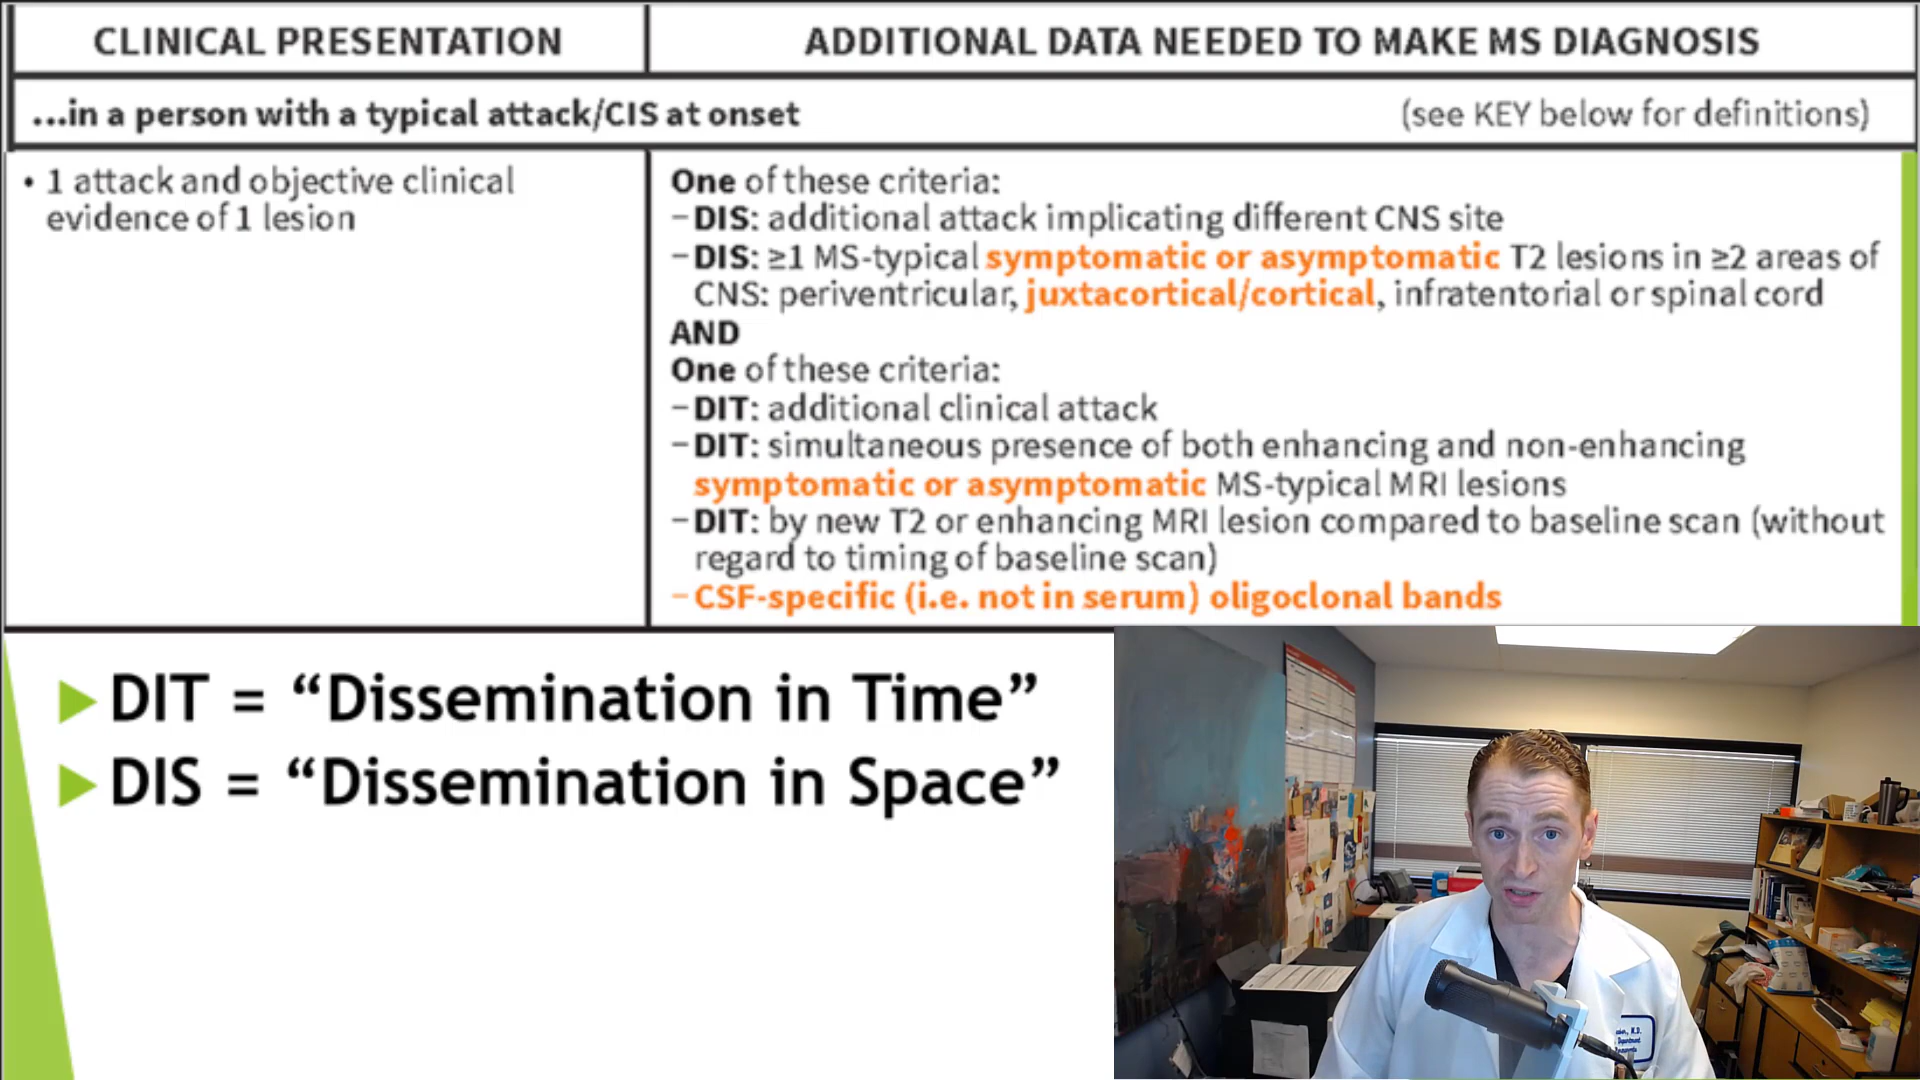 CLINICAL PRESENTATION
ADDITIONAL DATA NEEDED TO MAKE MS DIAGNOSIS
...in a person with a typical attack/CIS at onset
(see KEY below for definitions)
• 1 attack and objective clinical
evidence of 1 lesion
One of these criteria:
–DIS: additional attack implicating different CNS site
–DIS: ≥1 MS-typical symptomatic or asymptomatic T2 lesions in ≥2 areas of
CNS: periventricular, juxtacortical/cortical, infratentorial or spinal cord
AND
One of these criteria:
–DIT: additional clinical attack
–DIT: simultaneous presence of both enhancing and non-enhancing
symptomatic or asymptomatic MS-typical MRI lesions
–DIT: by new T2 or enhancing MRI lesion compared to baseline scan (without
regard to timing of baseline scan)
–CSF-specific (i.e. not in serum) oligoclonal bands
DIT = “Dissemination in Time”
DIS = “Dissemination in Space”
M.D.
Department